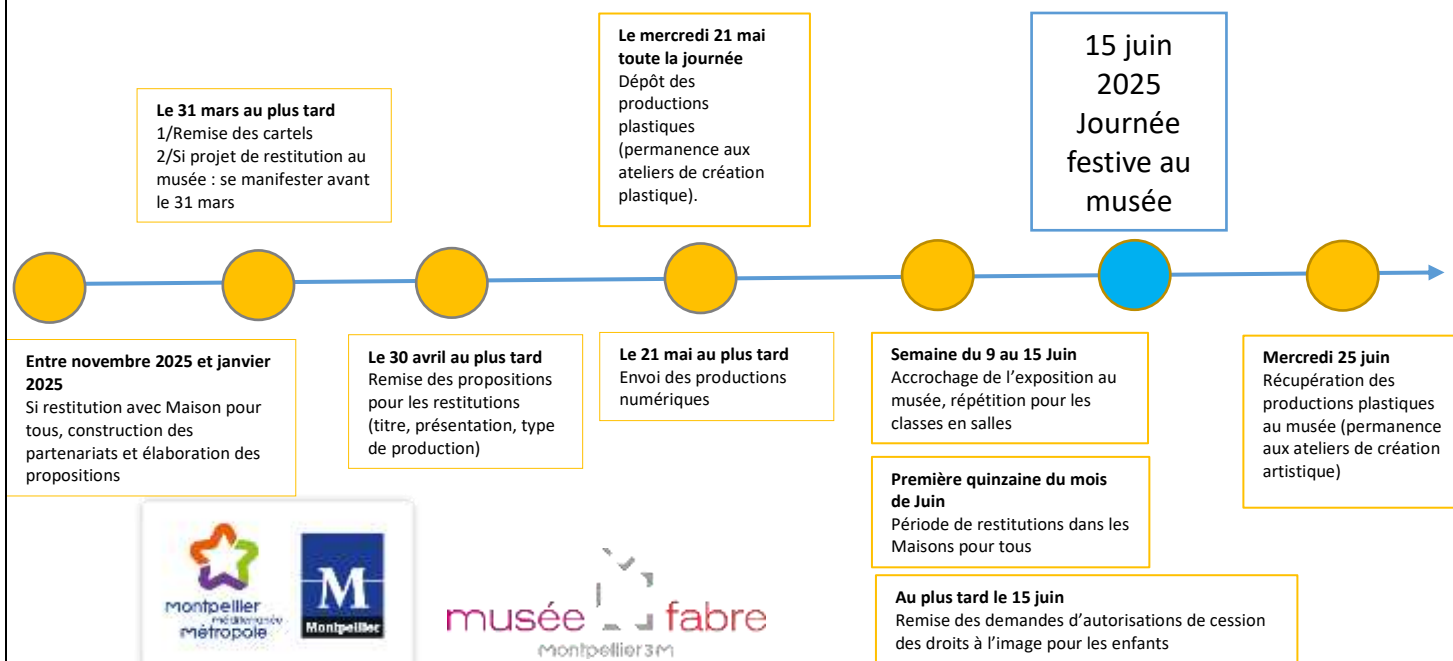 Le 31 mars au plus tard
1/Remise des cartels
2/Si projet de restitution au
musée : se manifester avant
le 31 mars
Le mercredi 21 mai
toute la journée
Dépôt des
productions
plastiques
(permanence aux
ateliers de création
plastique).
15 juin
2025
Journée
festive au
musée
Entre novembre 2025 et janvier
2025
Si restitution avec Maison pour
tous, construction des
partenariats et élaboration des
propositions
Le 30 avril au plus tard
Remise des propositions
pour les restitutions
(titre, présentation, type
de production)
Le 21 mai au plus tard
Envoi des productions
numériques
Semaine du 9 au 15 Juin
Accrochage de l’exposition au
musée, répétition pour les
classes en salles
Première quinzaine du mois
de Juin
Période de restitutions dans les
Maisons pour tous
Au plus tard le 15 juin
Remise des demandes d’autorisations de cession
des droits à l’image pour les enfants
Mercredi 25 juin
Récupération des
productions plastiques
au musée (permanence
aux ateliers de création
artistique)
montpellier
méditerranée
métropole
M
Montpellier
musée fabre
montpellier3m